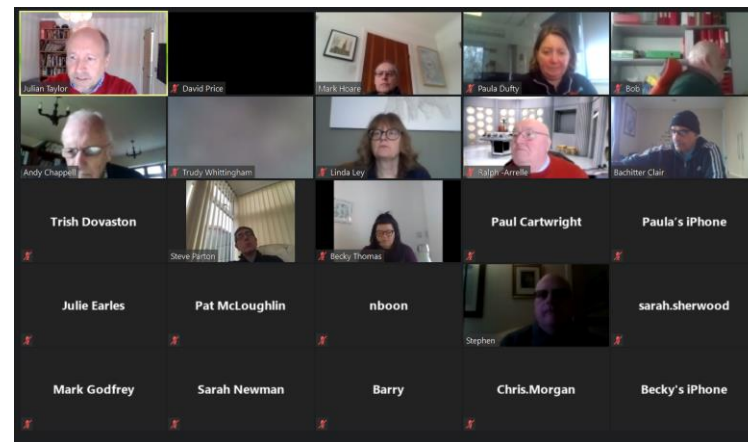 Julian Taylor
David Price
Mark Hoare
Paula Dufty
Bob
Andy Chappell
Trudy Whittingham
Linda Ley
Ralph -Arrelle
Bachitter Clair
Trish Dovaston
Steve Parton
Becky Thomas
Paul Cartwright
Paula's iPhone
Julie Earles
Pat McLoughlin
nboon
Stephen
sarah.sherwood
Mark Godfrey
Sarah Newman
Barry
Chris.Morgan
Becky's iPhone